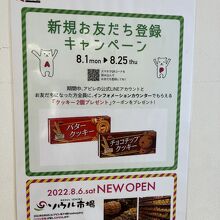 新規お友だち登録
キャンペーン
8.1mon ▶ 8.25thu
期間中、アピレの公式LINEアカウントと
お友だちになった方全員に、インフォメーションカウンターでもらえる
「クッキー2個プレゼント」クーポンをプレゼント!
バター
クッキー
チョコチップ
クッキー
2022.8.6.sat NEW OPEN
ソウル市場